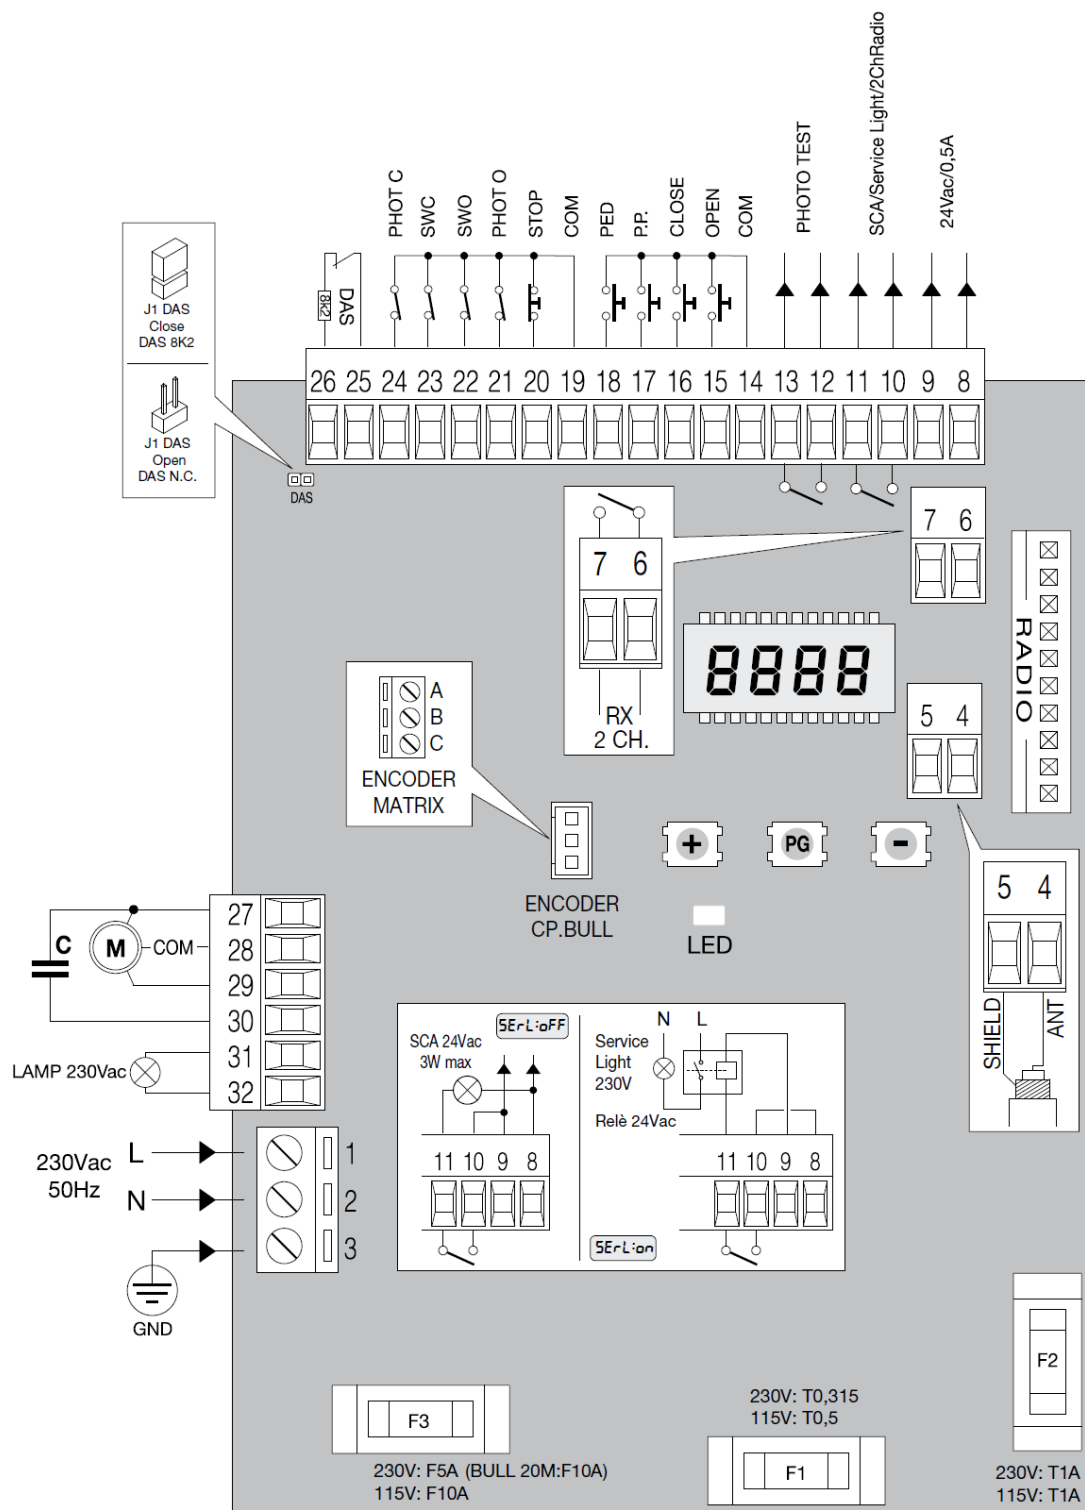 PHOTO TEST
SCA/Service Light/2ChRadio
24Vac/0,5A
PHOT C
SWC
SWO
PHOT O
STOP
COM
PED
P.P.
CLOSE
OPEN
COM
8K2
DAS
J1 DAS
Close
DAS 8K2
J1 DAS
Open
DAS N.C.
26 25 24 23 22 21 20 19 18 17 16 15 14 13 12 11 10 9 8
DAS
7 6
7 6
RX
2 CH.
RADIO
8888
5 4
A
B
C
ENCODER
MATRIX
+
PG
-
ENCODER
CP.BULL
LED
5 4
SHIELD
ANT
27
28
29
30
31
32
C
M
COM
LAMP 230Vac
SErL:oFF
SCA 24Vac
3W max
11 10 9 8
N L
Service
Light
230V
Relè 24Vac
11 10 9 8
SErL:on
230Vac
50Hz
L
N
GND
1
2
3
F2
230V: T1A
115V: T1A
F3
230V: F5A (BULL 20M:F10A)
115V: F10A
230V: T0,315
115V: T0,5
F1